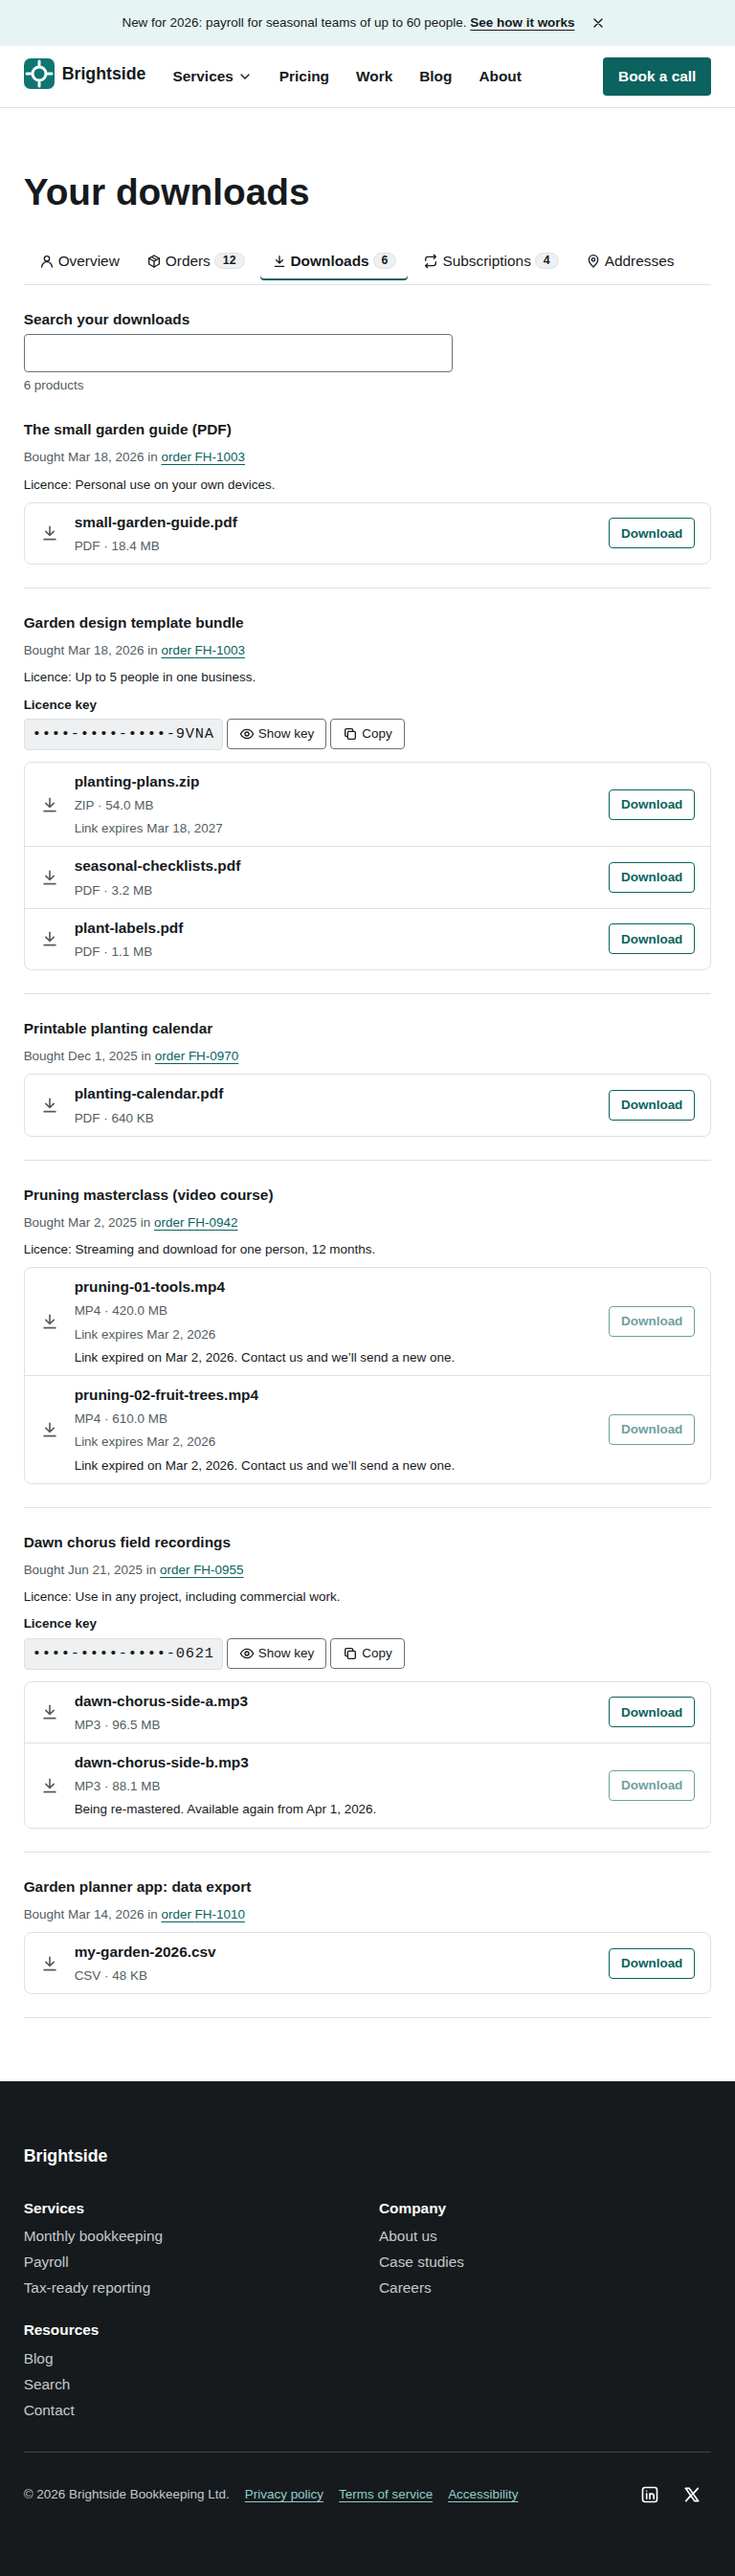 New for 2026: payroll for seasonal teams of up to 60 people. See how it works
Brightside Services Pricing Work Blog About Book a call
Your downloads
Overview Orders 12 Downloads 6 Subscriptions 4 Addresses
Search your downloads
6 products
The small garden guide (PDF)
Bought Mar 18, 2026 in order FH-1003
Licence: Personal use on your own devices.
small-garden-guide.pdf
PDF · 18.4 MB
Download
Garden design template bundle
Bought Mar 18, 2026 in order FH-1003
Licence: Up to 5 people in one business.
Licence key
••••-••••-••••-9VNA Show key Copy
planting-plans.zip
ZIP · 54.0 MB
Link expires Mar 18, 2027
Download
seasonal-checklists.pdf
PDF · 3.2 MB
Download
plant-labels.pdf
PDF · 1.1 MB
Download
Printable planting calendar
Bought Dec 1, 2025 in order FH-0970
planting-calendar.pdf
PDF · 640 KB
Download
Pruning masterclass (video course)
Bought Mar 2, 2025 in order FH-0942
Licence: Streaming and download for one person, 12 months.
pruning-01-tools.mp4
MP4 · 420.0 MB
Link expires Mar 2, 2026
Link expired on Mar 2, 2026. Contact us and we’ll send a new one.
Download
pruning-02-fruit-trees.mp4
MP4 · 610.0 MB
Link expires Mar 2, 2026
Link expired on Mar 2, 2026. Contact us and we’ll send a new one.
Download
Dawn chorus field recordings
Bought Jun 21, 2025 in order FH-0955
Licence: Use in any project, including commercial work.
Licence key
••••-••••-••••-0621 Show key Copy
dawn-chorus-side-a.mp3
MP3 · 96.5 MB
Download
dawn-chorus-side-b.mp3
MP3 · 88.1 MB
Being re-mastered. Available again from Apr 1, 2026.
Download
Garden planner app: data export
Bought Mar 14, 2026 in order FH-1010
my-garden-2026.csv
CSV · 48 KB
Download
Brightside
Services
Monthly bookkeeping
Payroll
Tax-ready reporting
Company
About us
Case studies
Careers
Resources
Blog
Search
Contact
© 2026 Brightside Bookkeeping Ltd. Privacy policy Terms of service Accessibility